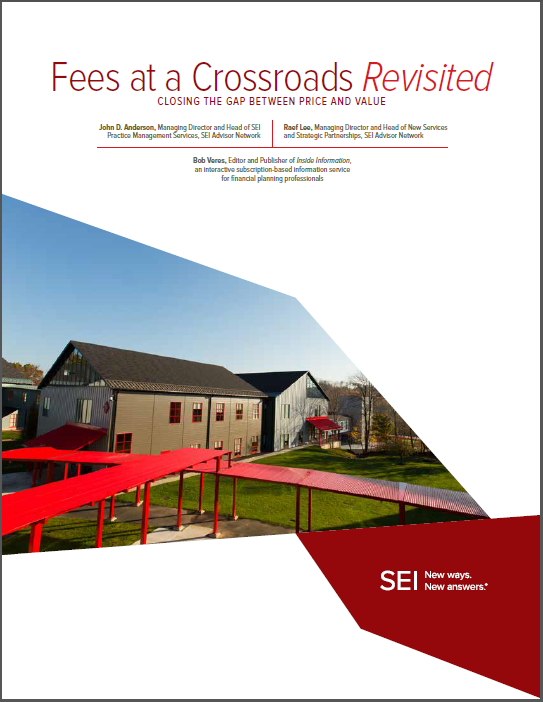 Fees at a Crossroads Revisited
CLOSING THE GAP BETWEEN PRICE AND VALUE
John D. Anderson, Managing Director and Head of SEI
Practice Management Services, SEI Advisor Network
Raef Lee, Managing Director and Head of New Services
and Strategic Partnerships, SEI Advisor Network
Bob Veres, Editor and Publisher of Inside Information,
an interactive subscription-based information service
for financial planning professionals
SEI
New ways.
New answers.®